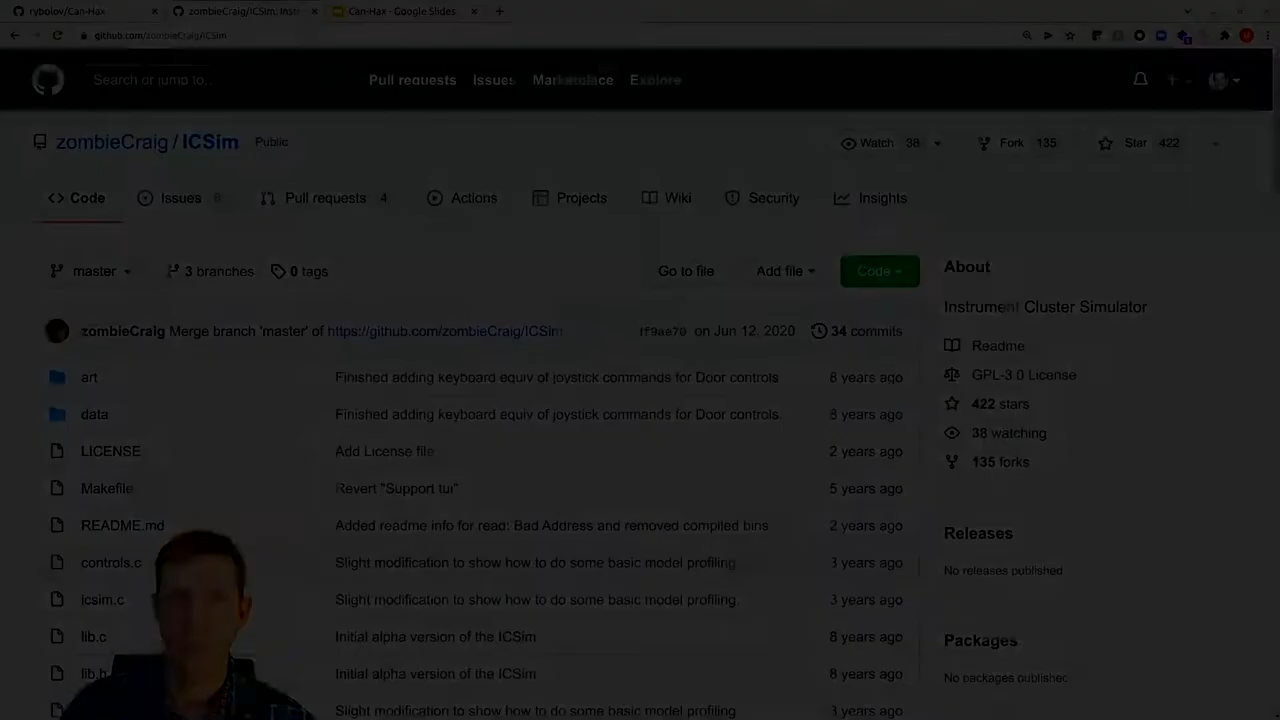 rybolov/Can-Hax
zombieCraig/ICSim: Instr
Can-Hax - Google Slides
github.com/zombieCraig/ICSim
Search or jump to...
Pull requests Issues Marketplace Explore
zombieCraig / ICSim Public
Watch 38
Fork 135
Star 422
Code Issues 6 Pull requests 4 Actions Projects Wiki Security Insights
master 3 branches 0 tags Go to file Add file Code
zombieCraig Merge branch 'master' of https://github.com/zombieCraig/ICSim on Jun 12, 2020 34 commits
art Finished adding keyboard equiv of joystick commands for Door controls 8 years ago
data Finished adding keyboard equiv of joystick commands for Door controls. 8 years ago
LICENSE Add License file 2 years ago
Makefile Revert "Support tui" 5 years ago
README.md Added readme info for read: Bad Address and removed compiled bins 2 years ago
controls.c Slight modification to show how to do some basic model profiling 3 years ago
icsim.c Slight modification to show how to do some basic model profiling. 3 years ago
lib.c Initial alpha version of the ICSim 8 years ago
lib.h Initial alpha version of the ICSim 8 years ago
Slight modification to show how to do some basic model profiling 3 years ago
About
Instrument Cluster Simulator
Readme
GPL-3.0 License
422 stars
38 watching
135 forks
Releases
No releases published
Packages
No packages published